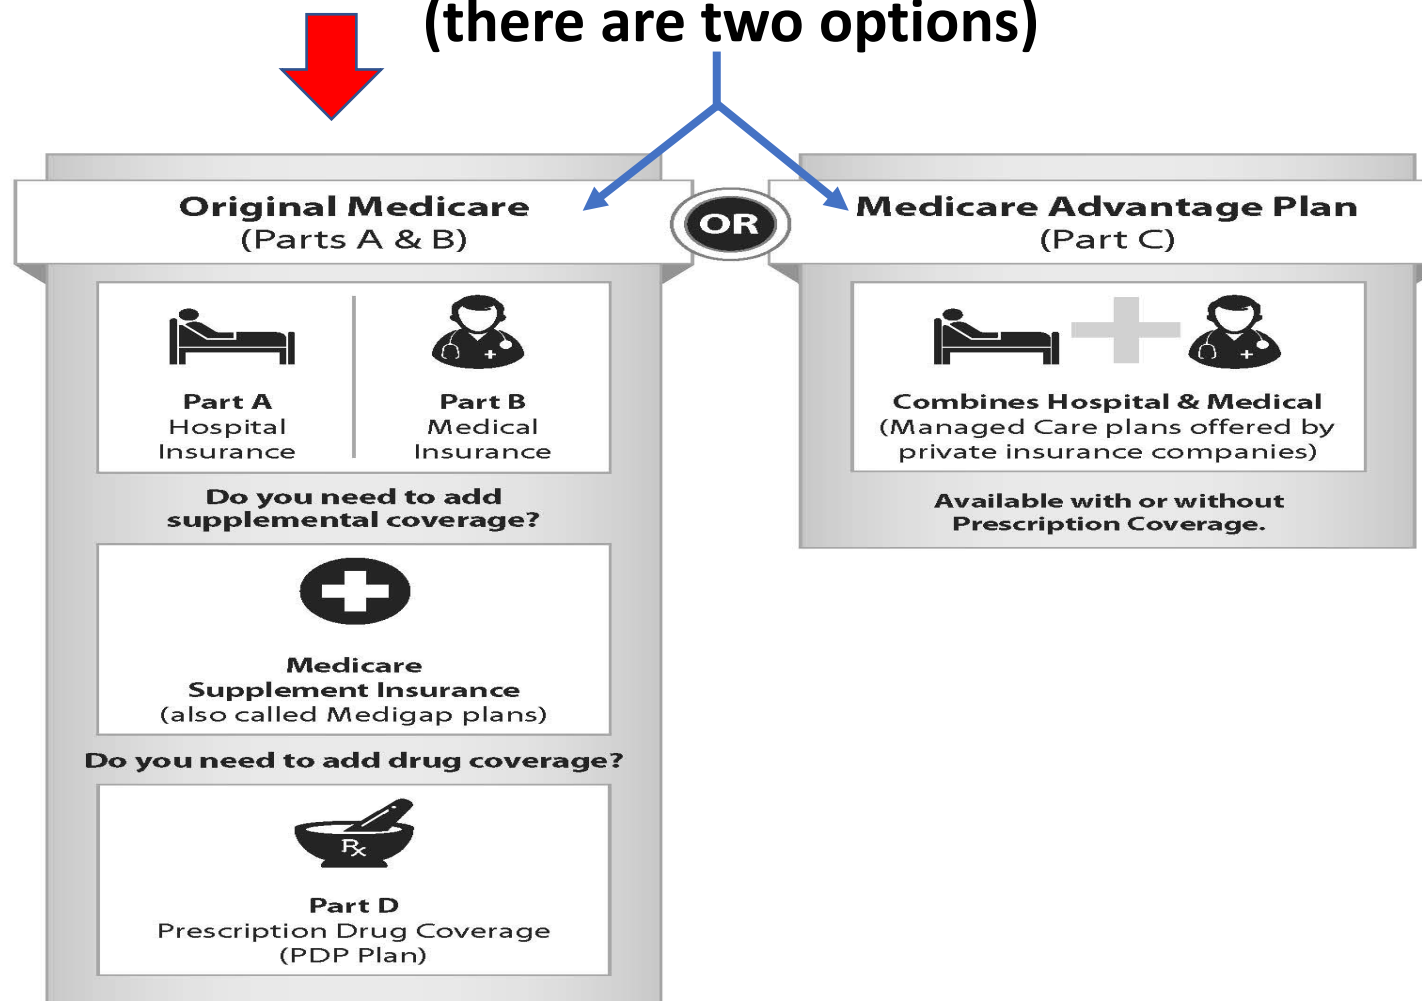 (there are two options)
Original Medicare
(Parts A & B)
OR
Medicare Advantage Plan
(Part C)
Part A
Hospital
Insurance
Part B
Medical
Insurance
Do you need to add
supplemental coverage?
Medicare
Supplement Insurance
(also called Medigap plans)
Do you need to add drug coverage?
Rx
Part D
Prescription Drug Coverage
(PDP Plan)
Combines Hospital & Medical
(Managed Care plans offered by
private insurance companies)
Available with or without
Prescription Coverage.